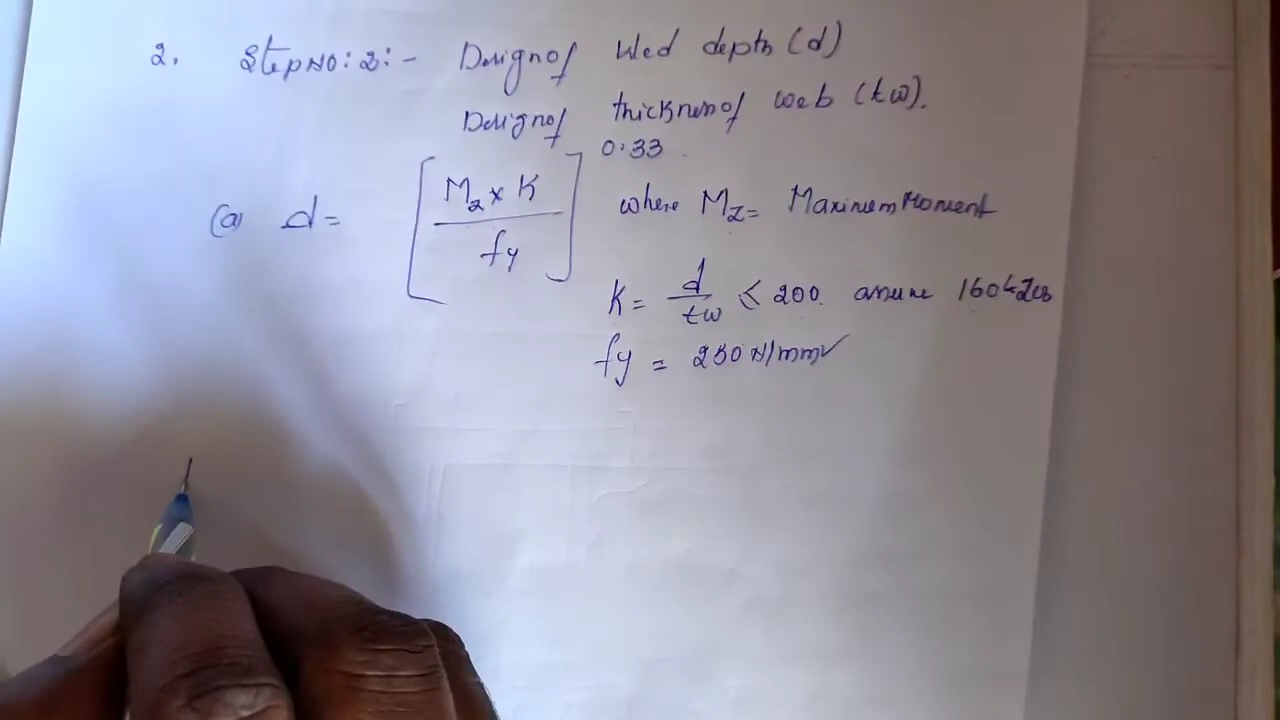 2. Step No: 2:- Design of Web depth (d)
Design of thickness of web (tw).
(a) d = [Mz x K / fy] 0.33 where Mz = Maximum Moment
K = d / tw ≤ 200. assume 160
fy = 250 N/mm²